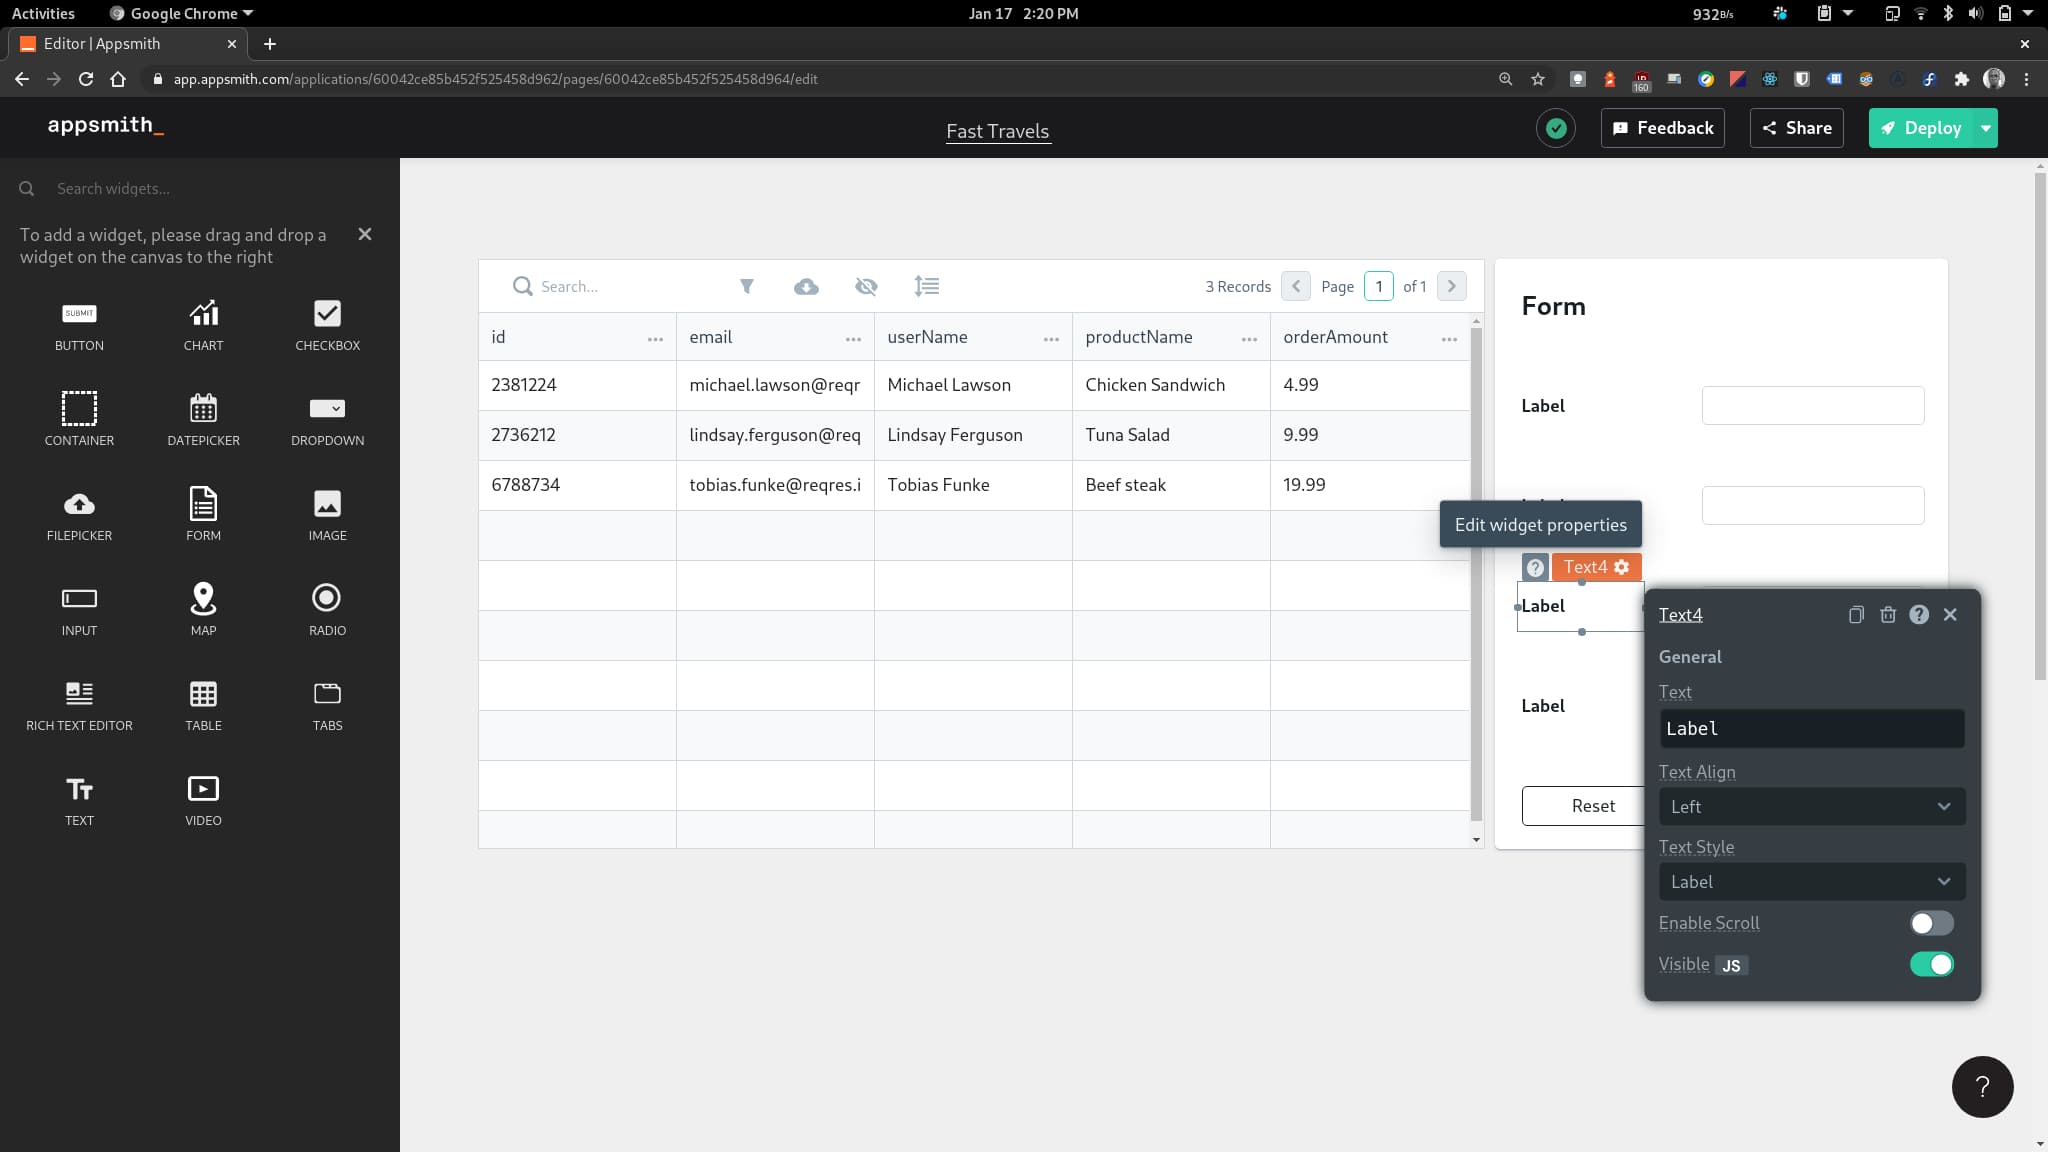 Activities
Google Chrome
Jan 17 2:20 PM
932B/s
Editor | Appsmith
app.appsmith.com/applications/60042ce85b452f525458d962/pages/60042ce85b452f525458d964/edit
160
appsmith_
Fast Travels
Feedback
Share
Deploy
Search widgets...
To add a widget, please drag and drop a
widget on the canvas to the right
SUBMIT
BUTTON
CHART
CHECKBOX
CONTAINER
DATEPICKER
DROPDOWN
FILEPICKER
FORM
IMAGE
INPUT
MAP
RADIO
RICH TEXT EDITOR
TABLE
TABS
TEXT
VIDEO
Search...
3 Records
Page 1 of 1
id email userName productName orderAmount
2381224 michael.lawson@reqr Michael Lawson Chicken Sandwich 4.99
2736212 lindsay.ferguson@req Lindsay Ferguson Tuna Salad 9.99
6788734 tobias.funke@reqres.i Tobias Funke Beef steak 19.99
Form
Label
Edit widget properties
Text4
Label
Label
Reset
Text4
General
Text
Label
Text Align
Left
Text Style
Label
Enable Scroll
Visible JS
?